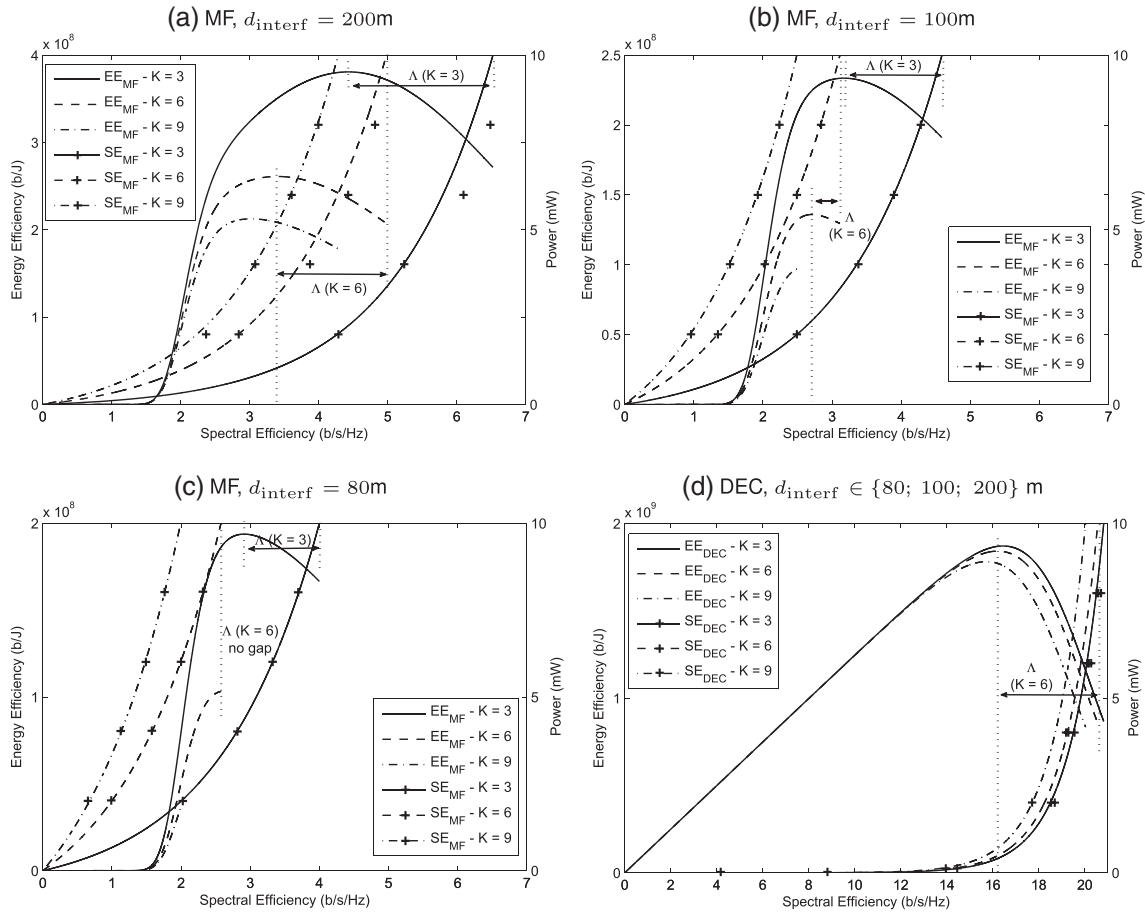 (a) MF, d_interf = 200m
× 10^8
4
3
2
1
0
Energy Efficiency (b/J)
EE_MF - K = 3
EE_MF - K = 6
EE_MF - K = 9
SE_MF - K = 3
SE_MF - K = 6
SE_MF - K = 9
Λ (K = 3)
Λ (K = 6)
10
5
0
Power (mW)
0 1 2 3 4 5 6 7
Spectral Efficiency (b/s/Hz)
(b) MF, d_interf = 100m
× 10^8
2.5
2
1.5
1
0.5
0
Energy Efficiency (b/J)
Λ (K = 3)
Λ
(K = 6)
EE_MF - K = 3
EE_MF - K = 6
EE_MF - K = 9
SE_MF - K = 3
SE_MF - K = 6
SE_MF - K = 9
10
5
0
Power (mW)
0 1 2 3 4 5 6 7
Spectral Efficiency (b/s/Hz)
(c) MF, d_interf = 80m
× 10^8
2
1
0
Energy Efficiency (b/J)
Λ (K = 3)
Λ (K = 6)
no gap
EE_MF - K = 3
EE_MF - K = 6
EE_MF - K = 9
SE_MF - K = 3
SE_MF - K = 6
SE_MF - K = 9
10
5
0
Power (mW)
0 1 2 3 4 5 6 7
Spectral Efficiency (b/s/Hz)
(d) DEC, d_interf ∈ {80; 100; 200} m
× 10^9
2
1
0
Energy Efficiency (b/J)
EE_DEC - K = 3
EE_DEC - K = 6
EE_DEC - K = 9
SE_DEC - K = 3
SE_DEC - K = 6
SE_DEC - K = 9
Λ
(K = 6)
10
5
0
Power (mW)
0 2 4 6 8 10 12 14 16 18 20
Spectral Efficiency (b/s/Hz)